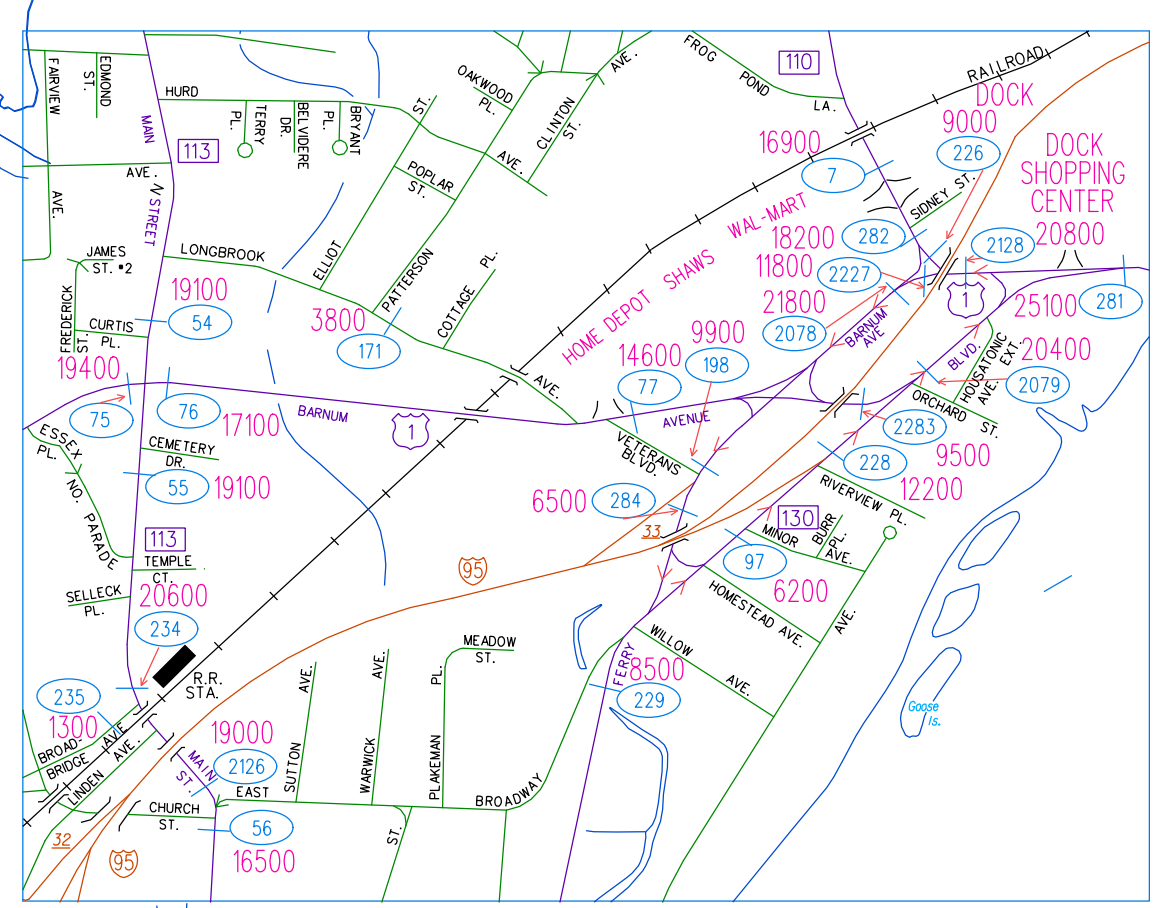 FAIRVIEW
AVE.
EDMOND
ST.
HURD
AVE.
MAIN
N STREET
113
TERRY
PL.
BELVIDERE
DR.
BRYANT
PL.
OAKWOOD
PL.
CLINTON
ST.
AVE.
FROG
POND
LA.
110
RAILROAD
DOCK
9000
226
DOCK
SHOPPING
CENTER
20800
16900
7
SIDNEY ST.
POPLAR
ST.
AVE.
ST.
ELLIOT
PATTERSON
COTTAGE
PL.
LONGBROOK
AVE.
JAMES
ST. #2
FREDERICK
ST.
CURTIS
PL.
19100
54
3800
171
HOME DEPOT
SHAWS
WAL-MART
18200
282
11800
2227
21800
2078
2128
1
25100
281
BARNUM
AVE
BLVD.
HOUSATONIC
AVE. EXT.
20400
2079
ORCHARD
ST.
2283
9500
228
12200
RIVERVIEW PL.
9900
198
14600
77
19400
75
76
17100
BARNUM
1
AVENUE
VETERANS
BLVD.
ESSEX
PL.
NO. PARADE
CEMETERY
DR.
55
19100
6500
284
33
130
MINOR
AVE.
BURR
PL.
97
6200
HOMESTEAD AVE.
AVE.
113
TEMPLE
CT.
SELLECK
PL.
20600
234
95
MEADOW
ST.
WILLOW
AVE.
FERRY
8500
229
Goose
Is.
R.R.
STA.
235
1300
BROAD-
BRIDGE AVE
LINDEN AVE.
MAIN
ST.
19000
2126
SUTTON
AVE.
WARWICK
AVE.
PLAKEMAN
PL.
EAST
BROADWAY
CHURCH
ST.
56
16500
ST.
32
95